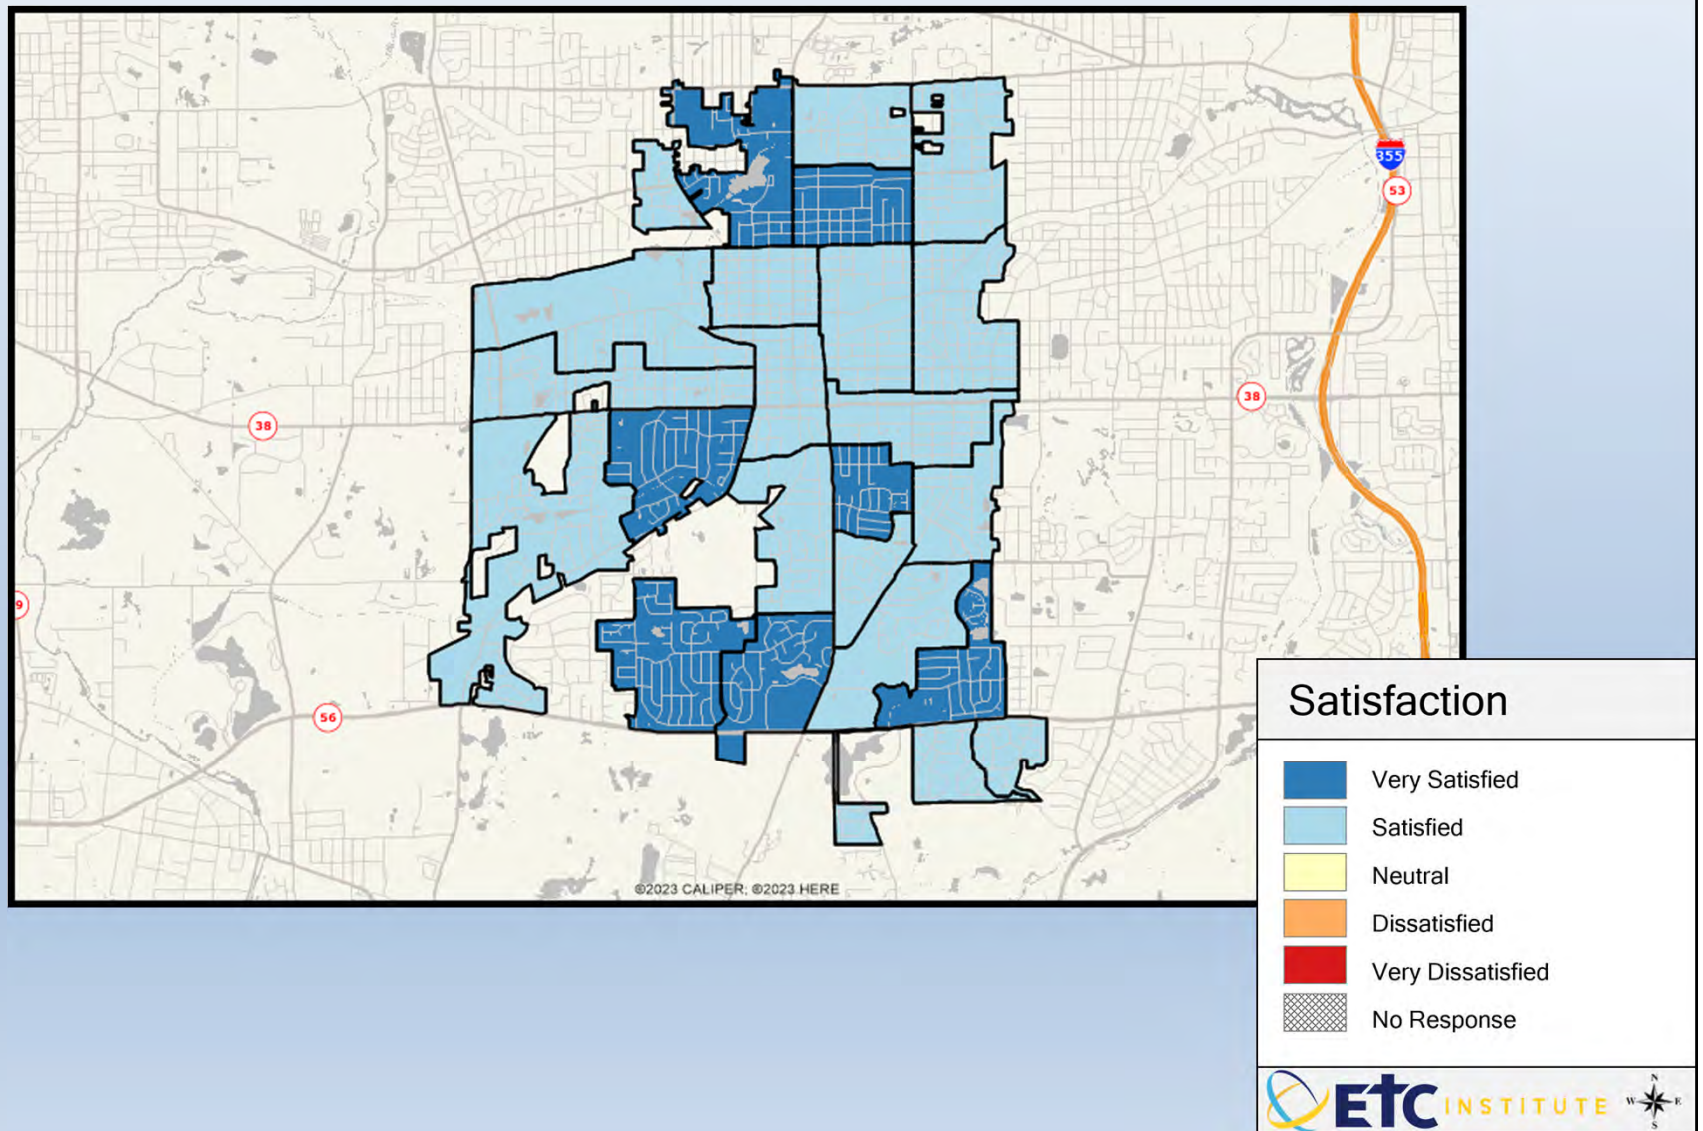 355
53
38
38
9
56
©2023 CALIPER; ©2023 HERE
Satisfaction
Very Satisfied
Satisfied
Neutral
Dissatisfied
Very Dissatisfied
No Response
ETC INSTITUTE
N
W E
S